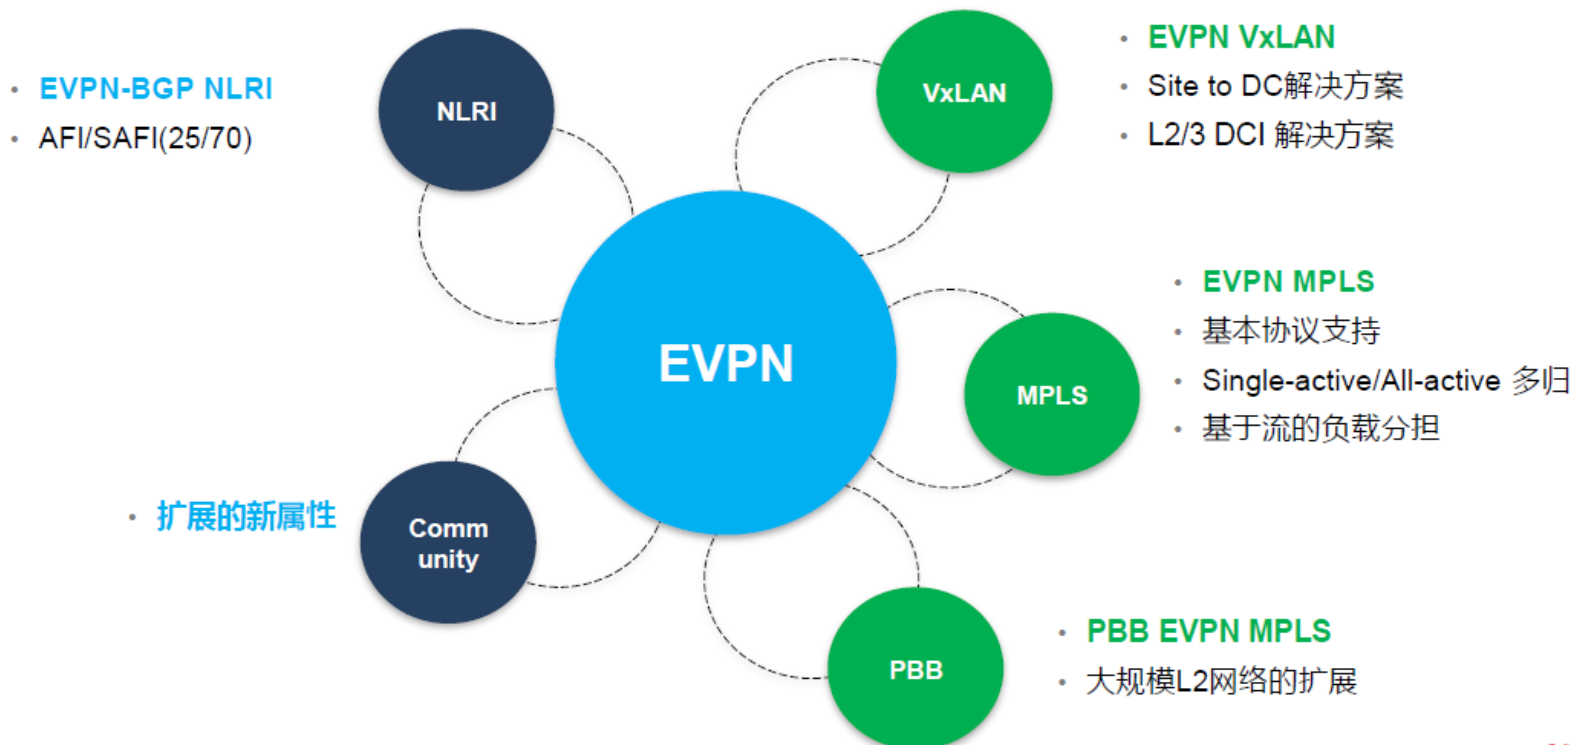 EVPN-BGP NLRI
AFI/SAFI(25/70)
NLRI
VxLAN
EVPN VxLAN
Site to DC解决方案
L2/3 DCI 解决方案
EVPN
MPLS
EVPN MPLS
基本协议支持
Single-active/All-active 多归
基于流的负载分担
扩展的新属性
Comm
unity
PBB
PBB EVPN MPLS
大规模L2网络的扩展